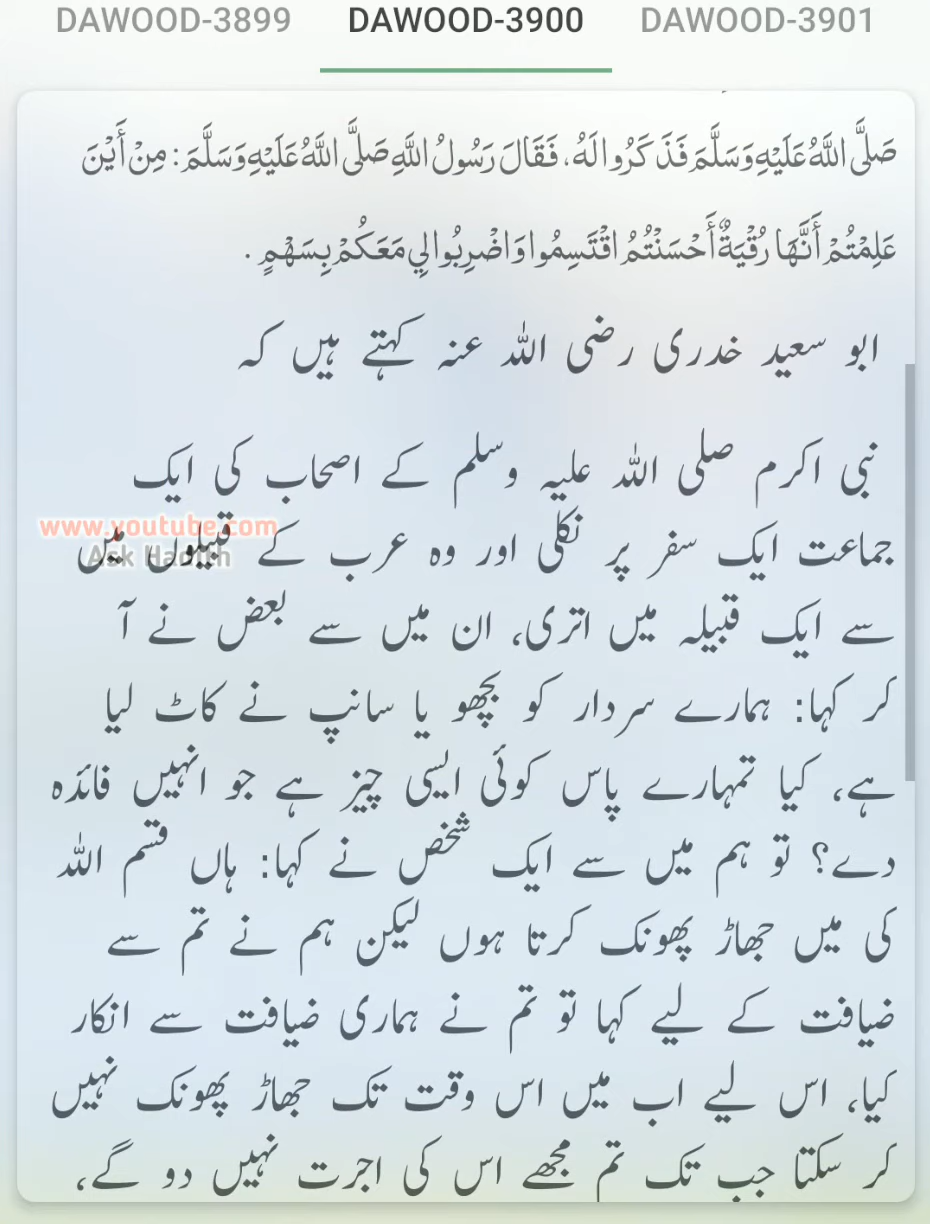 DAWOOD-3899 DAWOOD-3900 DAWOOD-3901
صَلَّى اللَّهُ عَلَيْهِ وَسَلَّمَ فَذَكَرُوا لَهُ، فَقَالَ رَسُولُ اللَّهِ صَلَّى اللَّهُ عَلَيْهِ وَسَلَّمَ: مِنْ أَيْنَ
عَلِمْتُمْ أَنَّهَا رُقْيَةٌ أَحْسَنْتُمُ اقْتَسِمُوا وَاضْرِبُوا لِي مَعَكُمْ بِسَهْمٍ .
ابو سعید خدری رضی اللہ عنہ کہتے ہیں کہ
نبی اکرم صلی اللہ علیہ وسلم کے اصحاب کی ایک
www.youtube.com
جماعت ایک سفر پر نکلی اور وہ عرب کے قبیلوں میں
Ask Hadith
سے ایک قبیلہ میں اتری، ان میں سے بعض نے آ
کر کہا: ہمارے سردار کو بچھو یا سانپ نے کاٹ لیا
ہے، کیا تمہارے پاس کوئی ایسی چیز ہے جو انہیں فائدہ
دے؟ تو ہم میں سے ایک شخص نے کہا: ہاں قسم اللہ
کی میں جھاڑ پھونک کرتا ہوں لیکن ہم نے تم سے
ضیافت کے لیے کہا تو تم نے ہماری ضیافت سے انکار
کیا، اس لیے اب میں اس وقت تک جھاڑ پھونک نہیں
کر سکتا جب تک تم مجھے اس کی اجرت نہیں دو گے،